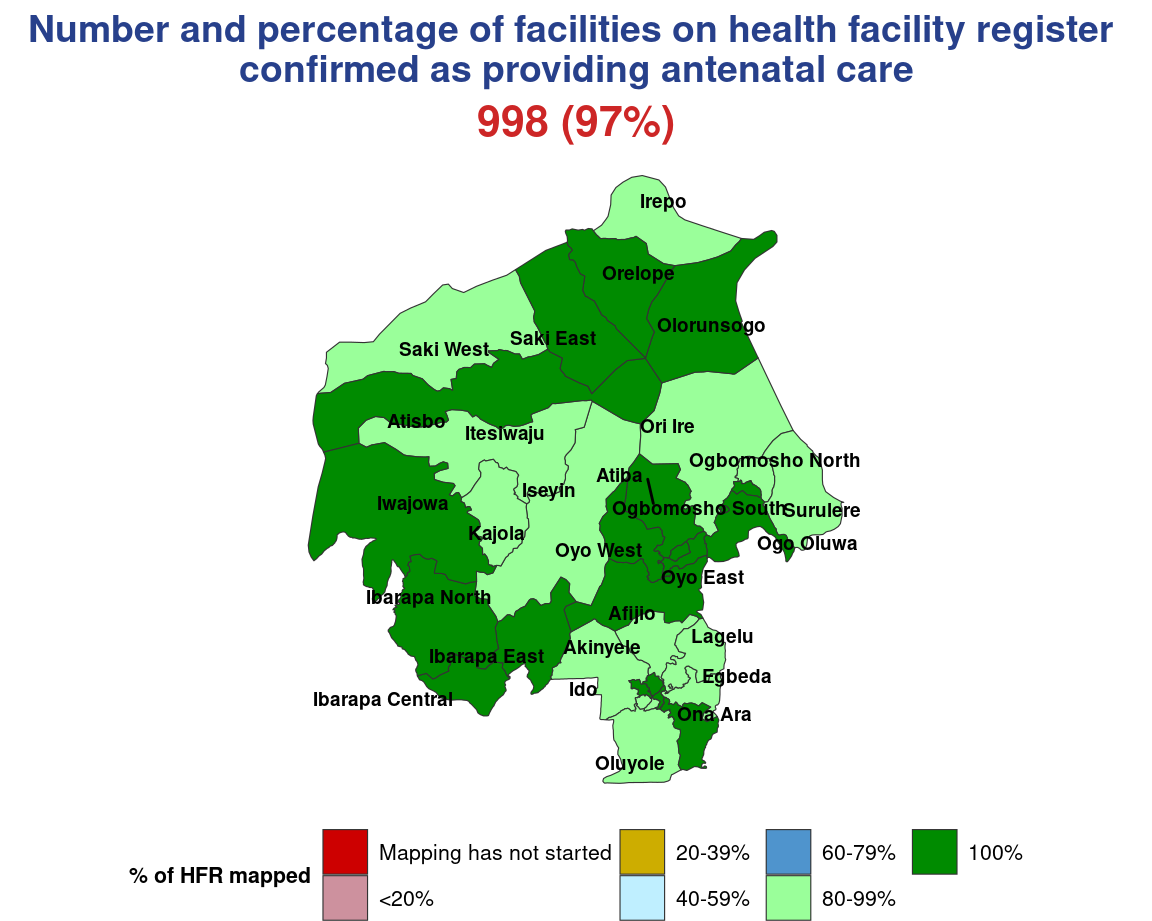 Number and percentage of facilities on health facility register
confirmed as providing antenatal care
998 (97%)
Irepo
Orelope
Olorunsogo
Saki East
Saki West
Atisbo
Itesiwaju
Ori Ire
Ogbomosho North
Atiba
Iseyin
Iwajowa
Ogbomosho South
Surulere
Kajola
Oyo West
Ogo Oluwa
Oyo East
Ibarapa North
Afijio
Lagelu
Akinyele
Ibarapa East
Egbeda
Ido
Ibarapa Central
Ona Ara
Oluyole
% of HFR mapped
Mapping has not started
<20%
20-39%
40-59%
60-79%
80-99%
100%